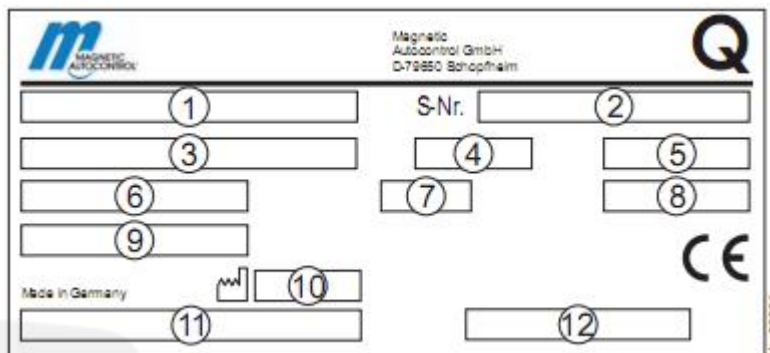 MAGNETIC
AUTOCONTROL
Magnetic
Autocontrol GmbH
D-79650 Schopfheim
Q
1
S-Nr.
2
3
4
5
6
7
8
9
CE
Made in Germany
10
11
12